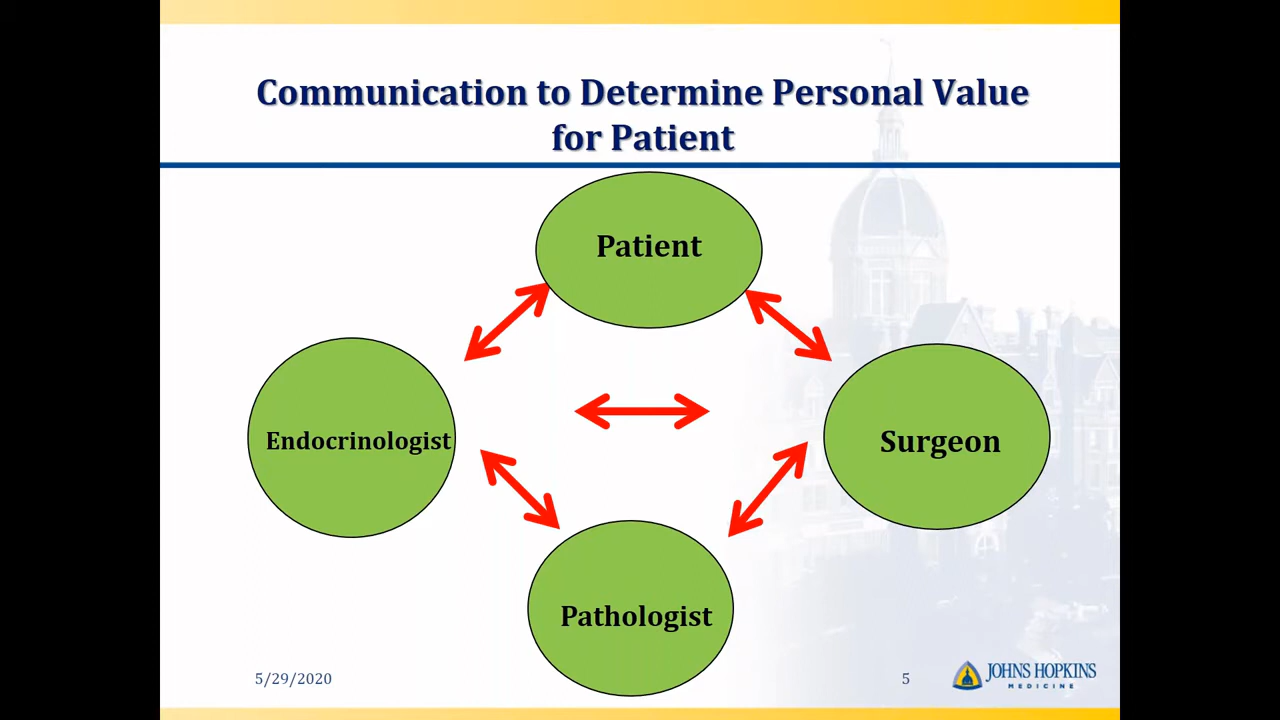 Communication to Determine Personal Value
for Patient
Patient
Endocrinologist
Surgeon
Pathologist
5/29/2020
5
JOHNS HOPKINS
MEDICINE